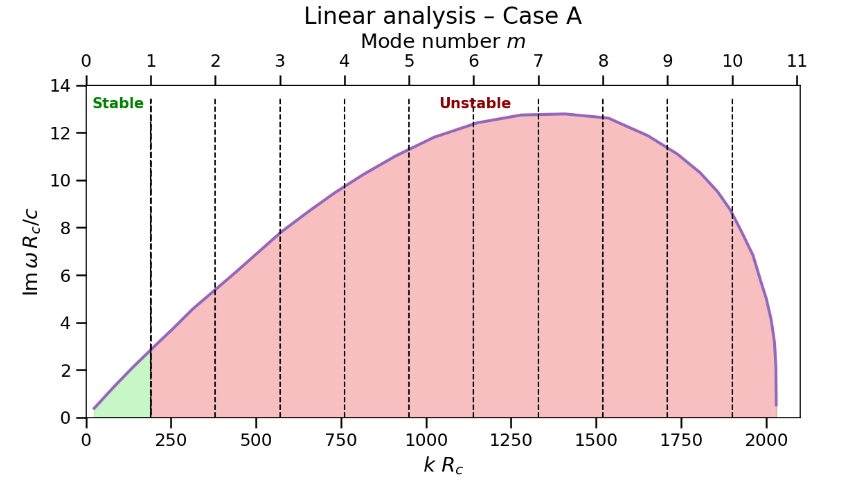 Linear analysis – Case A
Mode number m
0 1 2 3 4 5 6 7 8 9 10 11
14
12
10
8
6
4
2
0
Im ω R_c/c
Stable
Unstable
0 250 500 750 1000 1250 1500 1750 2000
k R_c